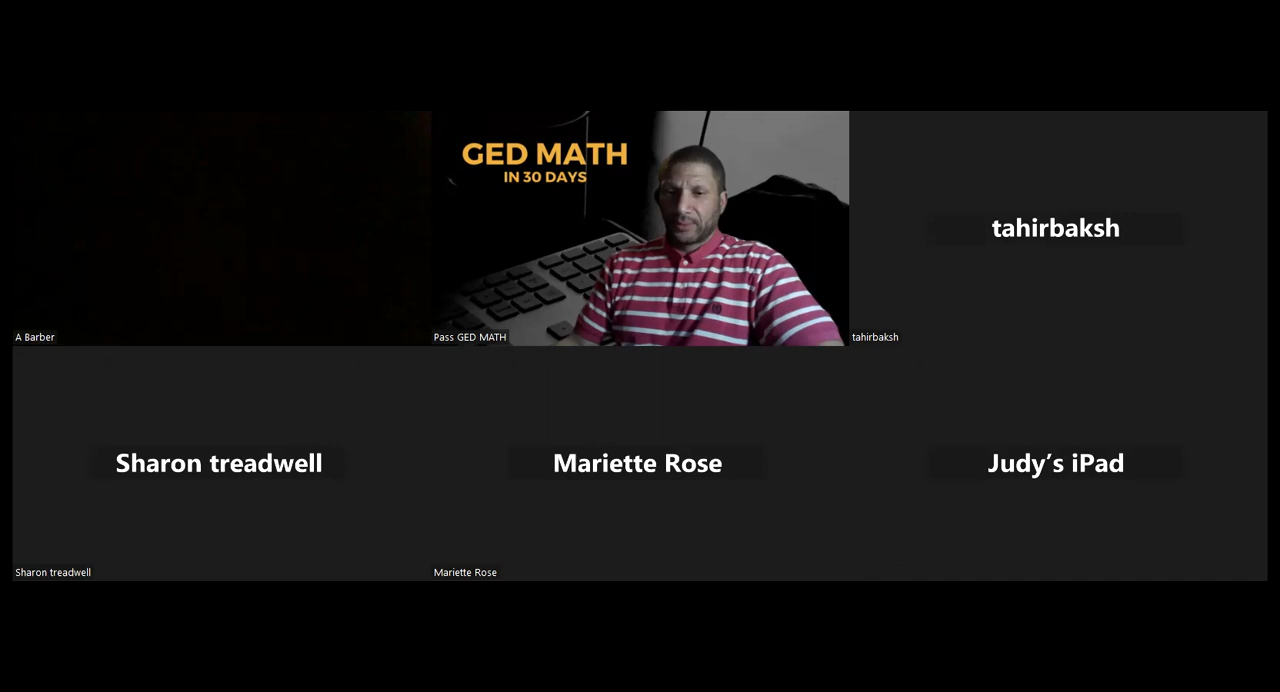 GED MATH
IN 30 DAYS
tahirbaksh
A Barber
Pass GED MATH
tahirbaksh
Sharon treadwell
Mariette Rose
Judy’s iPad
Sharon treadwell
Mariette Rose